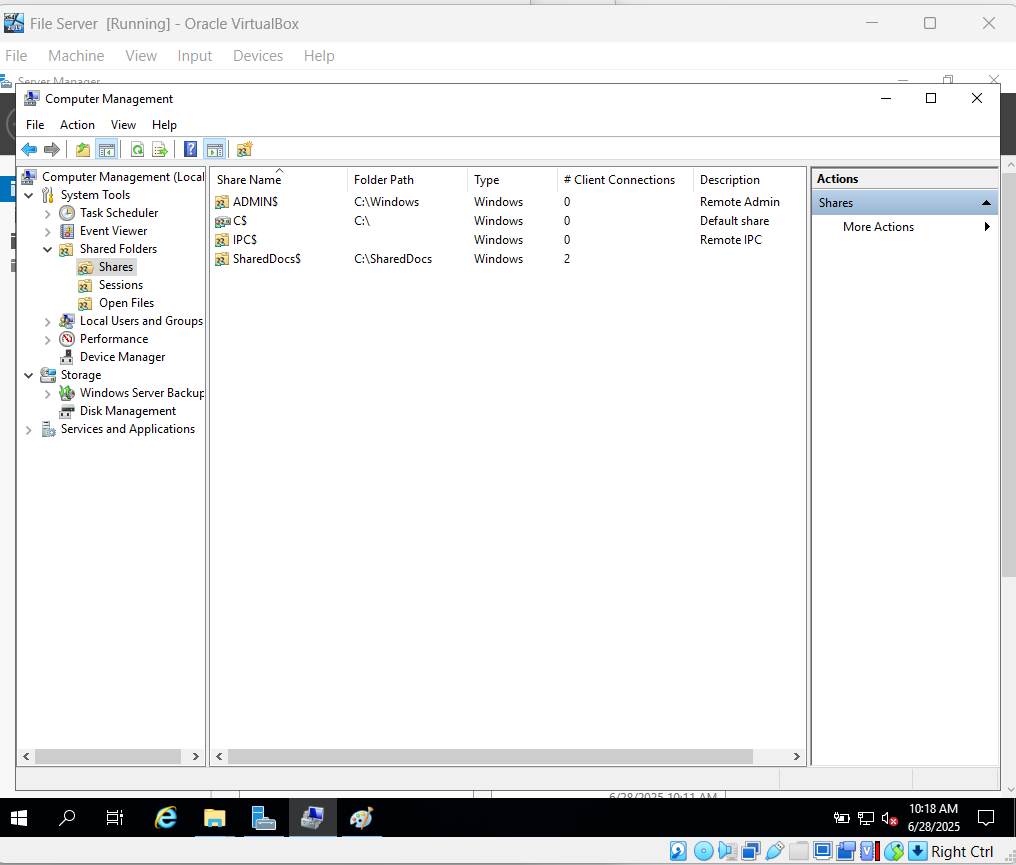 File Server [Running] - Oracle VirtualBox
File Machine View Input Devices Help
Server Manager
Computer Management
File Action View Help
Computer Management (Local
System Tools
Task Scheduler
Event Viewer
Shared Folders
Shares
Sessions
Open Files
Local Users and Groups
Performance
Device Manager
Storage
Windows Server Backup
Disk Management
Services and Applications
Share Name Folder Path Type # Client Connections Description
ADMIN$ C:\Windows Windows 0 Remote Admin
C$ C:\ Windows 0 Default share
IPC$ Windows 0 Remote IPC
SharedDocs$ C:\SharedDocs Windows 2
Actions
Shares
More Actions
6/28/2025 10:11 AM
10:18 AM
6/28/2025
Right Ctrl